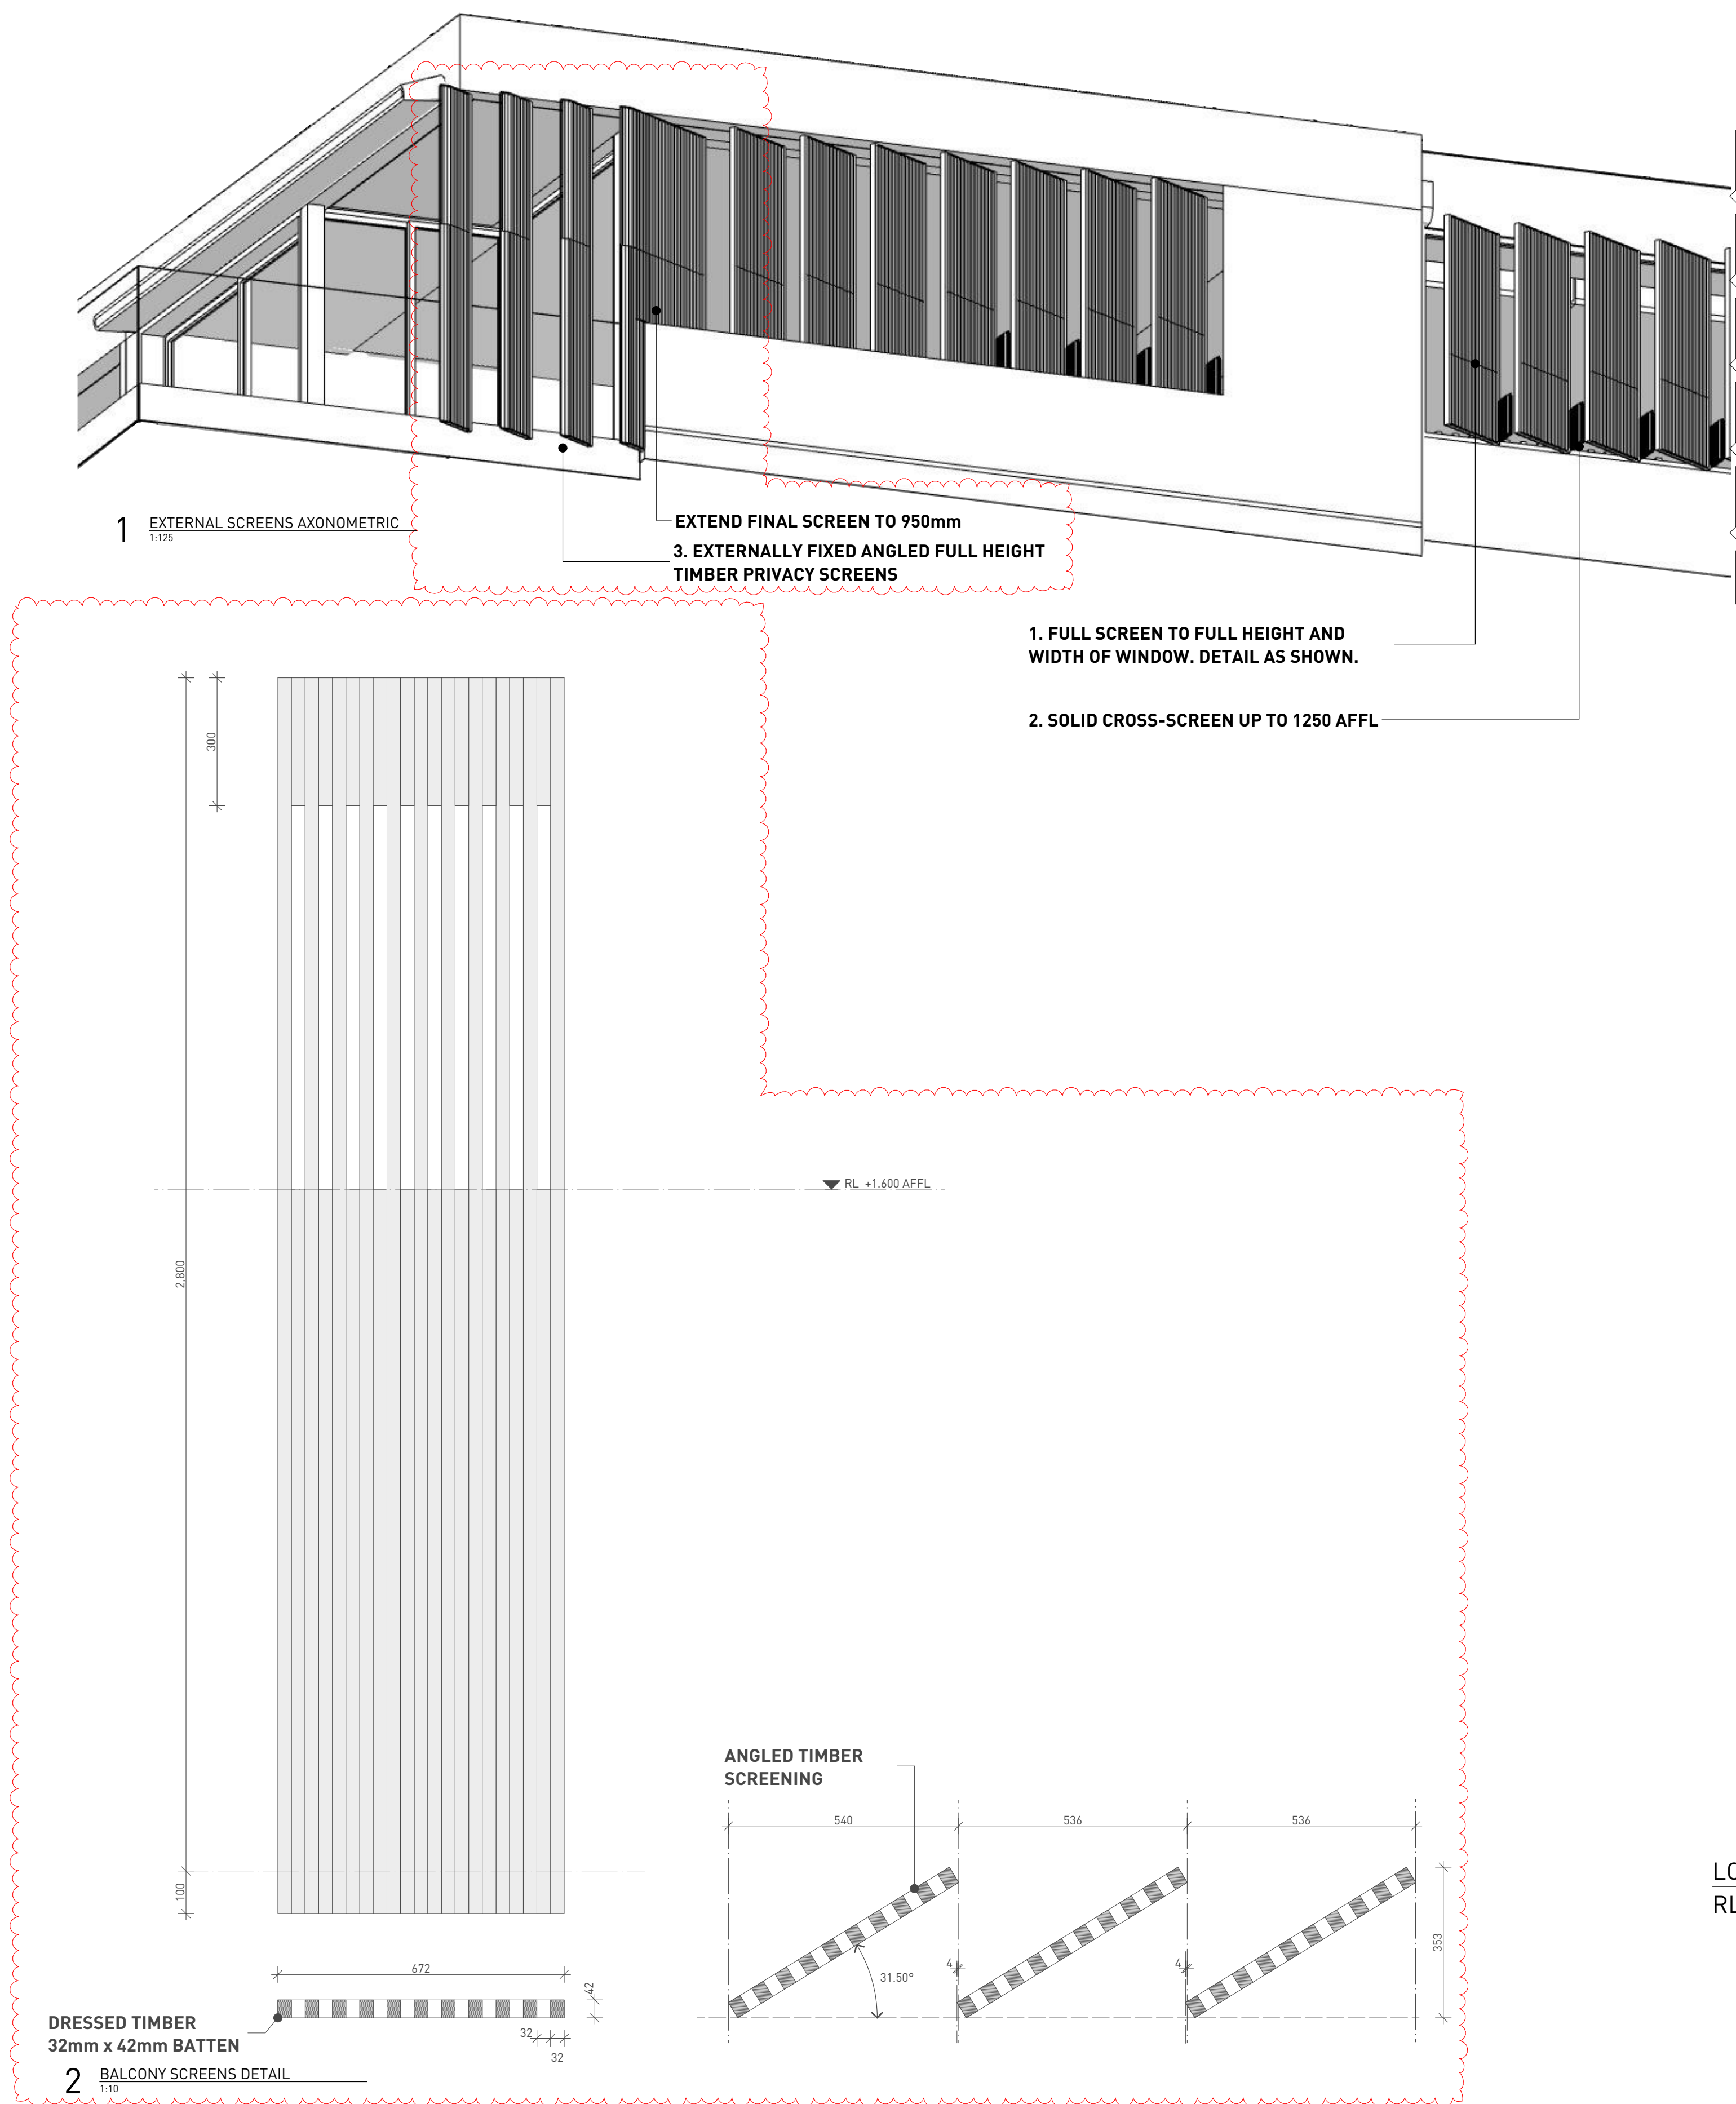 1
EXTERNAL SCREENS AXONOMETRIC
1:125
EXTEND FINAL SCREEN TO 950mm
3. EXTERNALLY FIXED ANGLED FULL HEIGHT
TIMBER PRIVACY SCREENS
1. FULL SCREEN TO FULL HEIGHT AND
WIDTH OF WINDOW. DETAIL AS SHOWN.
2. SOLID CROSS-SCREEN UP TO 1250 AFFL
300
RL +1.600 AFFL
2,800
100
ANGLED TIMBER
SCREENING
540
536
536
4
4
31.50°
353
672
42
32
32
DRESSED TIMBER
32mm x 42mm BATTEN
2
BALCONY SCREENS DETAIL
1:10
LO
RL